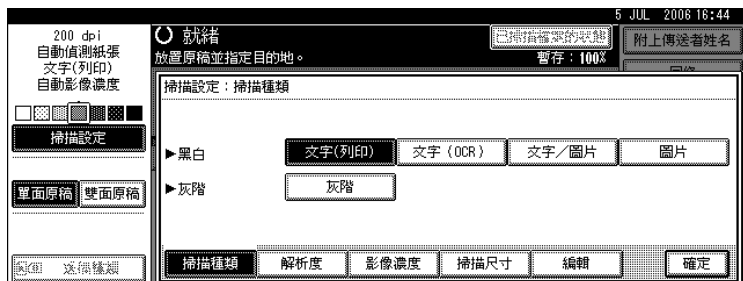 5 JUL 2006 16:44
200 dpi
自動偵測紙張
文字(列印)
自動影像濃度
掃描設定
單面原稿
雙面原稿
就緒
放置原稿並指定目的地。
已掃描檔案的狀態
暫存:100%
附上傳送者姓名
掃描設定:掃描種類
▶黑白
文字(列印)
文字(OCR)
文字/圖片
圖片
▶灰階
灰階
掃描種類
解析度
影像濃度
掃描尺寸
編輯
確定